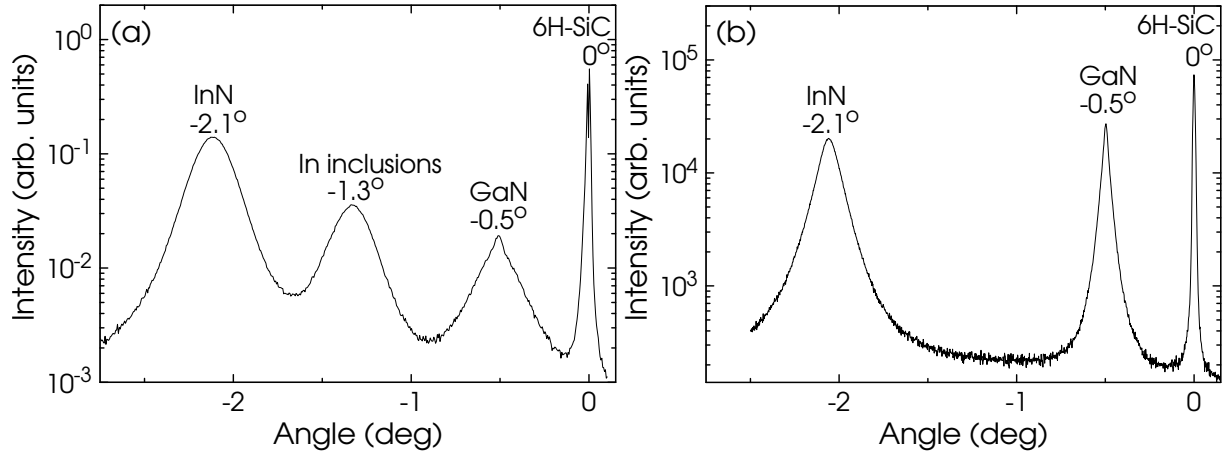 (a)
6H-SiC
0°
InN
-2.1°
In inclusions
-1.3°
GaN
-0.5°
10⁰
10⁻¹
10⁻²
10⁻³
Intensity (arb. units)
-2
-1
0
Angle (deg)
(b)
6H-SiC
0°
GaN
-0.5°
InN
-2.1°
10⁵
10⁴
10³
Intensity (arb. units)
-2
-1
0
Angle (deg)